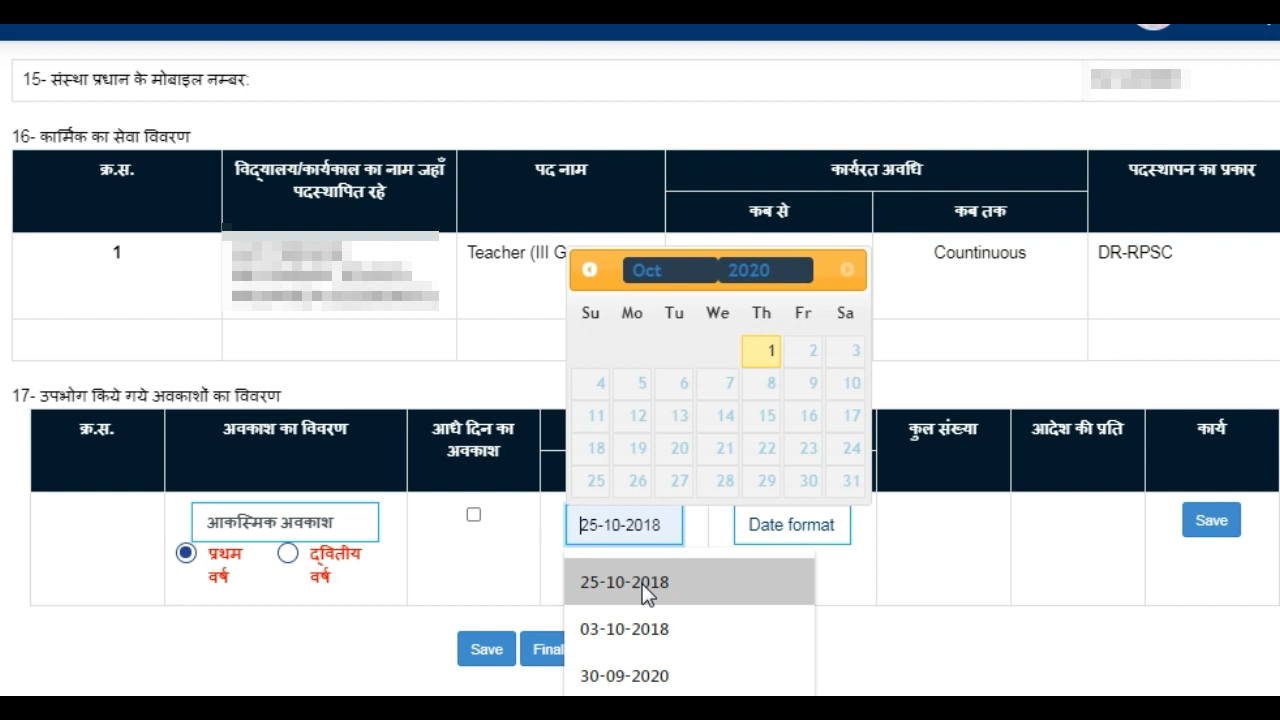 15- संस्था प्रधान के मोबाइल नम्बर:
16- कार्मिक का सेवा विवरण
क्र.स.
विद्यालय/कार्यकाल का नाम जहाँ
पदस्थापित रहे
पद नाम
कार्यरत अवधि
पदस्थापन का प्रकार
कब से
कब तक
1
Teacher (III G
Countinuous
DR-RPSC
Oct 2020
Su Mo Tu We Th Fr Sa
1 2 3
4 5 6 7 8 9 10
11 12 13 14 15 16 17
18 19 20 21 22 23 24
25 26 27 28 29 30 31
17- उपभोग किये गये अवकाशों का विवरण
क्र.स.
अवकाश का विवरण
आधे दिन का
अवकाश
कुल संख्या
आदेश की प्रति
कार्य
आकस्मिक अवकाश
प्रथम
वर्ष
द्वितीय
वर्ष
25-10-2018
Date format
Save
25-10-2018
03-10-2018
30-09-2020
Save
Final